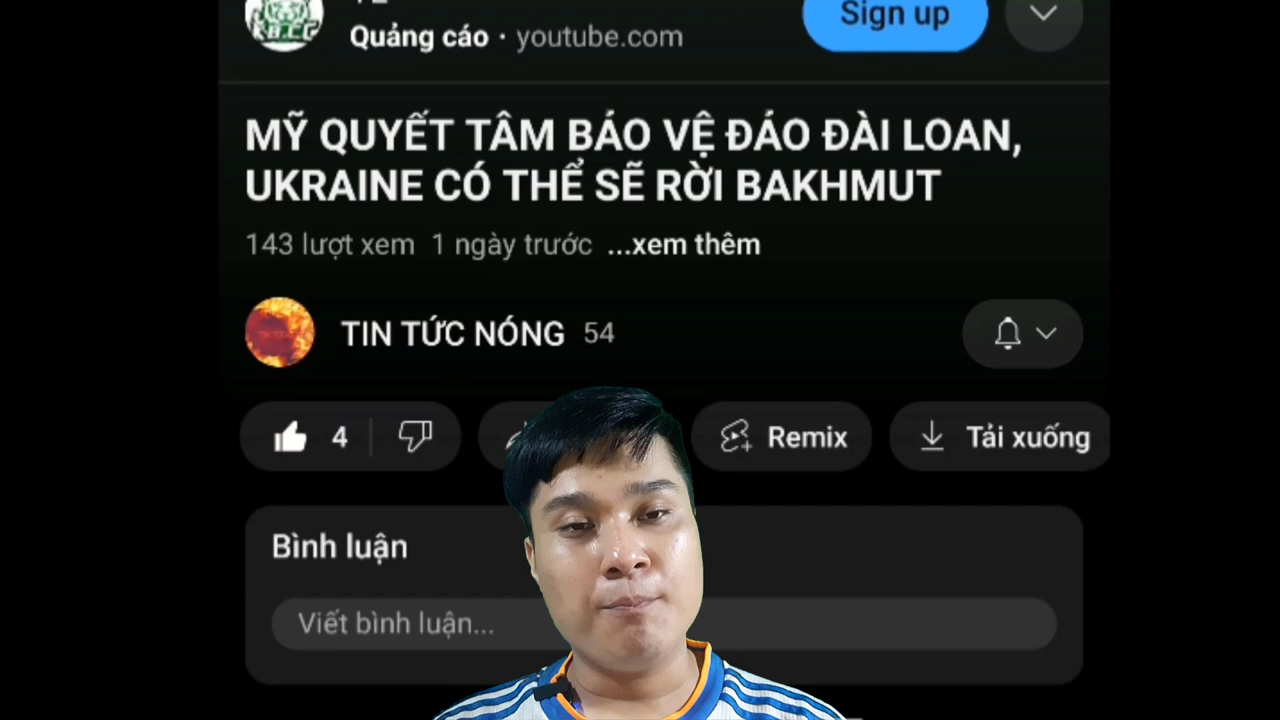 Quảng cáo · youtube.com
Sign up
MỸ QUYẾT TÂM BẢO VỆ ĐẢO ĐÀI LOAN,
UKRAINE CÓ THỂ SẼ RỜI BAKHMUT
143 lượt xem 1 ngày trước ...xem thêm
TIN TỨC NÓNG 54
4
Remix
Tải xuống
Bình luận
Viết bình luận...